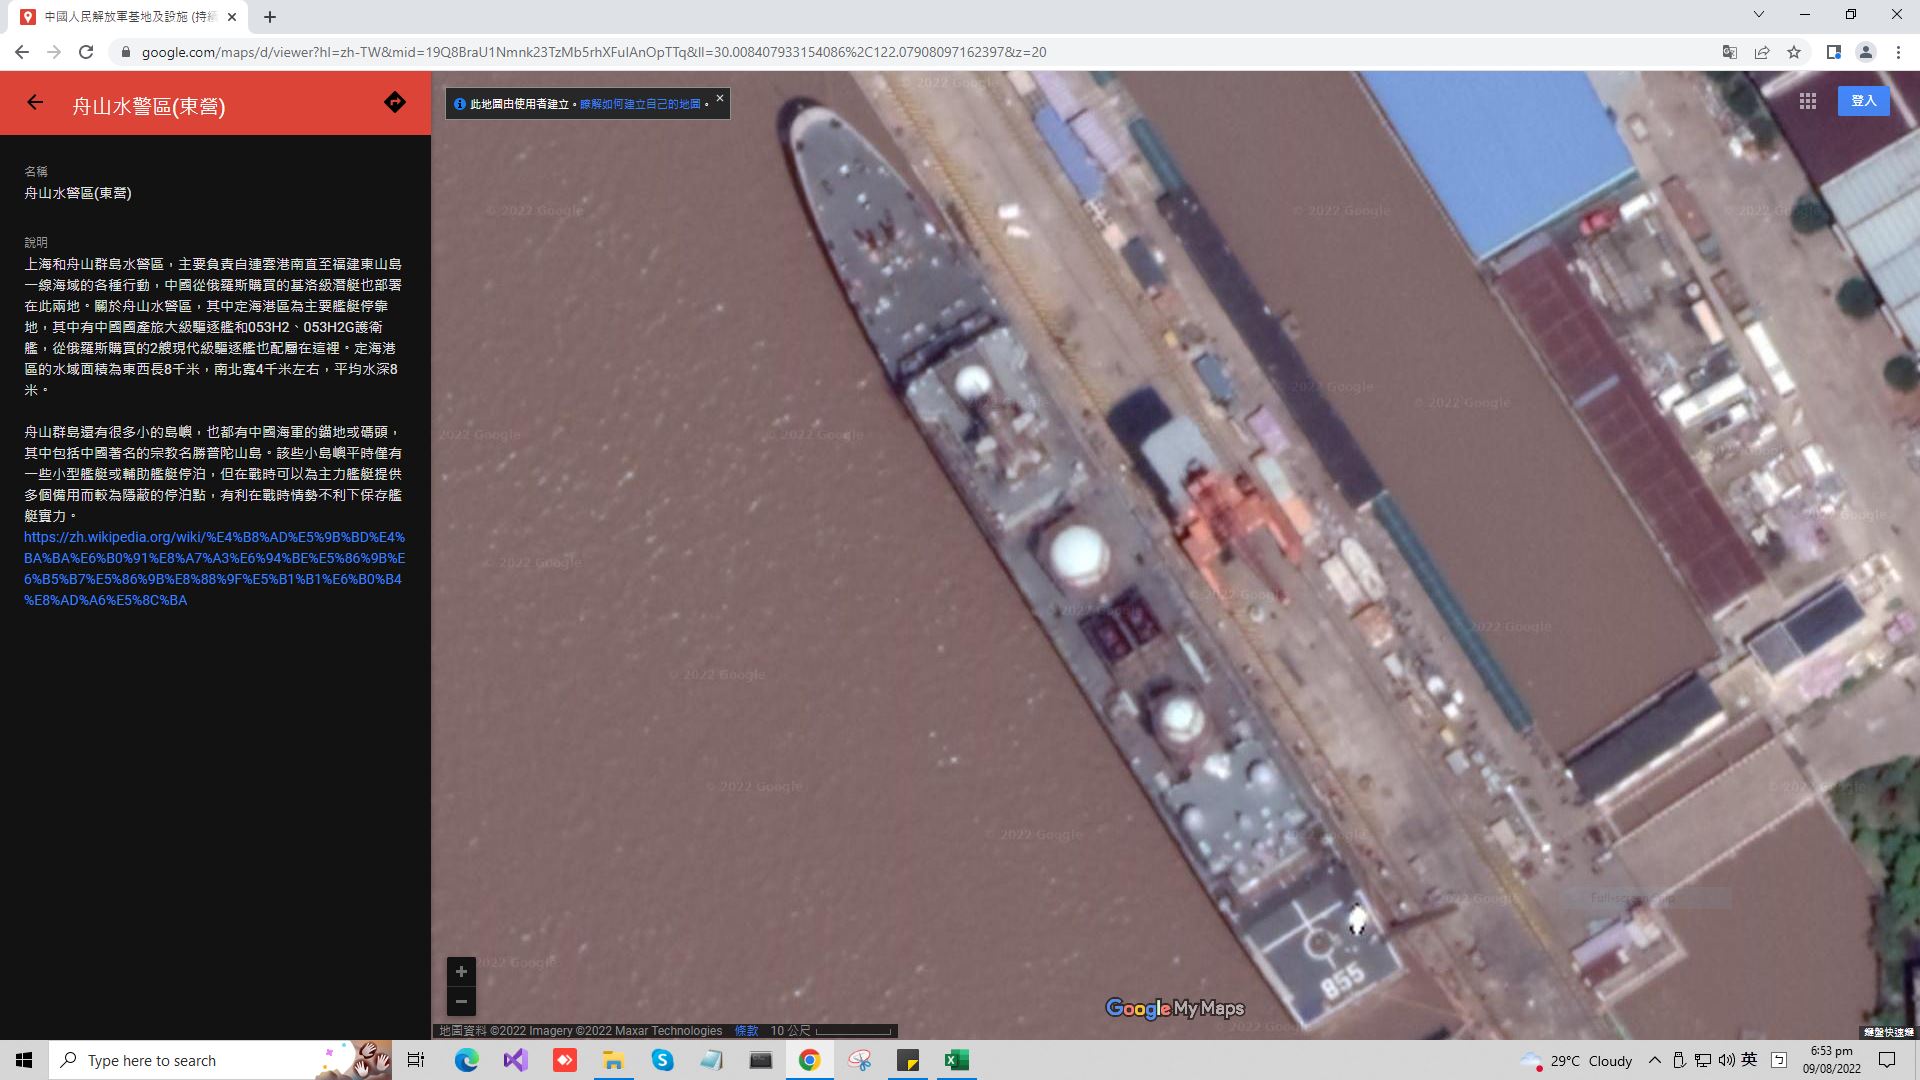 中國人民解放軍基地及設施 (持續
google.com/maps/d/viewer?hl=zh-TW&mid=19Q8BraU1Nmnk23TzMb5rhXFulAnOpTTq&ll=30.008407933154086%2C122.07908097162397&z=20
舟山水警區(東營)
此地圖由使用者建立。瞭解如何建立自己的地圖。
登入
名稱
舟山水警區(東營)
說明
上海和舟山群島水警區，主要負責自連雲港南直至福建東山島
一線海域的各種行動，中國從俄羅斯購買的基洛級潛艇也部署
在此兩地。關於舟山水警區，其中定海港區為主要艦艇停靠
地，其中有中國國產旅大級驅逐艦和053H2、053H2G護衛
艦，從俄羅斯購買的2艘現代級驅逐艦也配屬在這裡。定海港
區的水域面積為東西長8千米，南北寬4千米左右，平均水深8
米。
舟山群島還有很多小的島嶼，也都有中國海軍的錨地或碼頭，
其中包括中國著名的宗教名勝普陀山島。該些小島嶼平時僅有
一些小型艦艇或輔助艦艇停泊，但在戰時可以為主力艦艇提供
多個備用而較為隱蔽的停泊點，有利在戰時情勢不利下保存艦
艇實力。
https://zh.wikipedia.org/wiki/%E4%B8%AD%E5%9B%BD%E4%
BA%BA%E6%B0%91%E8%A7%A3%E6%94%BE%E5%86%9B%E
6%B5%B7%E5%86%9B%E8%88%9F%E5%B1%B1%E6%B0%B4
%E8%AD%A6%E5%8C%BA
© 2022 Google
855
Google My Maps
地圖資料 ©2022 Imagery ©2022 Maxar Technologies 條款 10 公尺
鍵盤快速鍵
Type here to search
29°C Cloudy
英
6:53 pm
09/08/2022